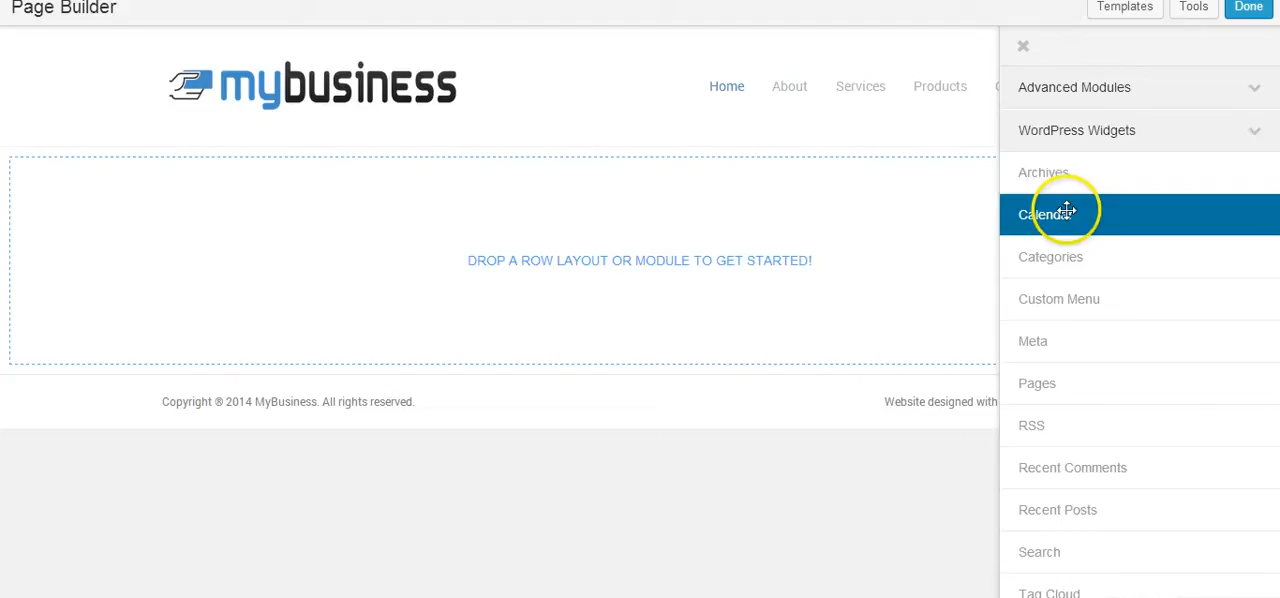 Page Builder
Templates
Tools
Done
mybusiness
Home
About
Services
Products
Advanced Modules
WordPress Widgets
Archives
Calendar
Categories
Custom Menu
Meta
Pages
RSS
Recent Comments
Recent Posts
Search
Tag Cloud
DROP A ROW LAYOUT OR MODULE TO GET STARTED!
Copyright © 2014 MyBusiness. All rights reserved.
Website designed with